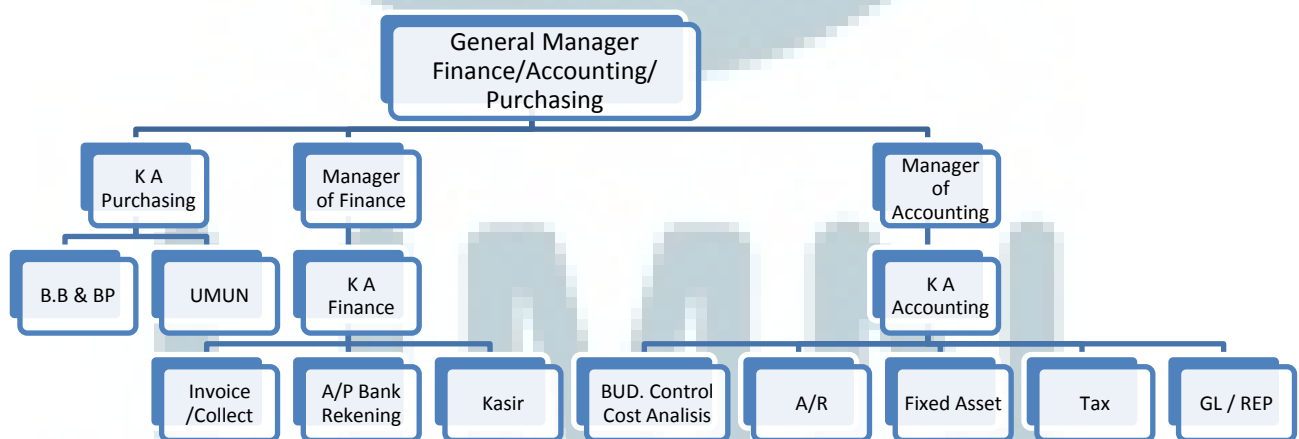 General Manager
Finance/Accounting/
Purchasing
K A
Purchasing
Manager
of Finance
Manager
of
Accounting
B.B & BP
UMUN
K A
Finance
K A
Accounting
Invoice
/Collect
A/P Bank
Rekening
Kasir
BUD. Control
Cost Analisis
A/R
Fixed Asset
Tax
GL / REP